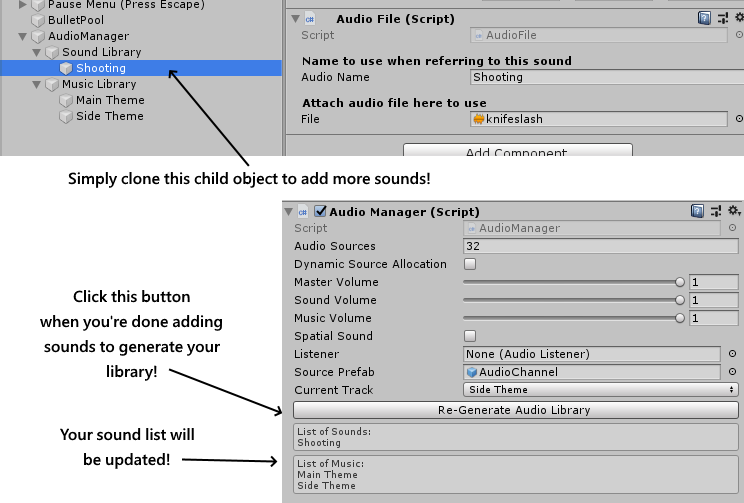 Pause Menu (Press Escape)
BulletPool
AudioManager
Sound Library
Shooting
Music Library
Main Theme
Side Theme
Audio File (Script)
Script AudioFile
Name to use when referring to this sound
Audio Name Shooting
Attach audio file here to use
File knifeslash
Add Component
Simply clone this child object to add more sounds!
Click this button
when you're done adding
sounds to generate your
library!
Your sound list will
be updated!
Audio Manager (Script)
Script AudioManager
Audio Sources 32
Dynamic Source Allocation
Master Volume 1
Sound Volume 1
Music Volume 1
Spatial Sound
Listener None (Audio Listener)
Source Prefab AudioChannel
Current Track Side Theme
Re-Generate Audio Library
List of Sounds:
Shooting
List of Music:
Main Theme
Side Theme